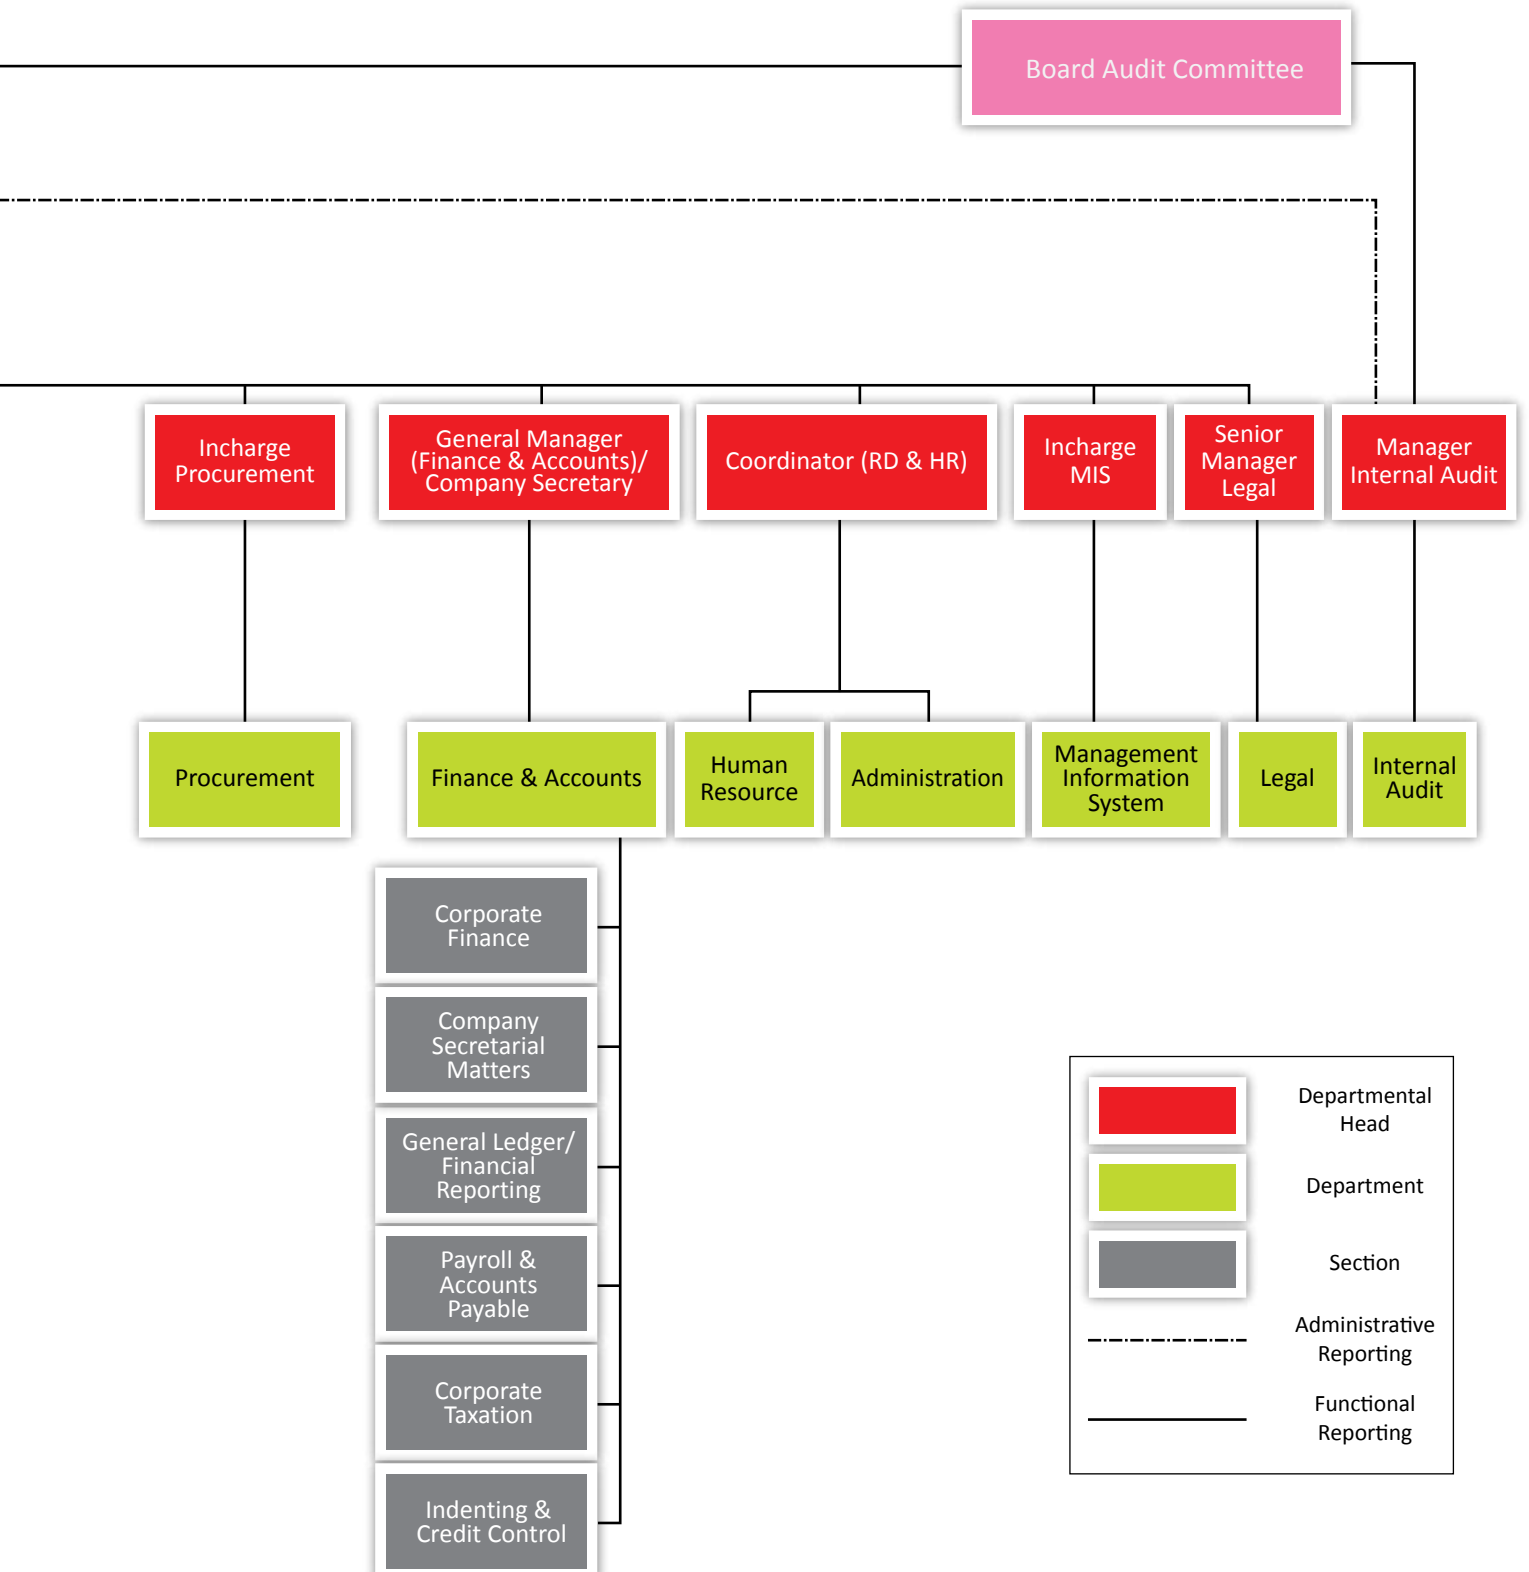 Board Audit Committee
Incharge
Procurement
General Manager
(Finance & Accounts)/
Company Secretary
Coordinator (RD & HR)
Incharge
MIS
Senior
Manager
Legal
Manager
Internal Audit
Procurement
Finance & Accounts
Human
Resource
Administration
Management
Information
System
Legal
Internal
Audit
Corporate
Finance
Company
Secretarial
Matters
General Ledger/
Financial
Reporting
Payroll &
Accounts
Payable
Corporate
Taxation
Indenting &
Credit Control
Departmental
Head
Department
Section
Administrative
Reporting
Functional
Reporting